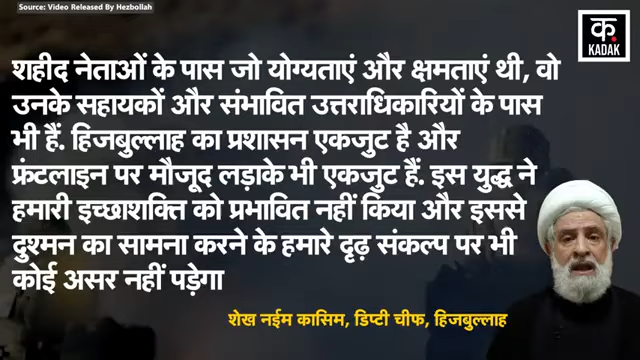 Source: Video Released By Hezbollah
क.
KADAK
शहीद नेताओं के पास जो योग्यताएं और क्षमताएं थी, वो
उनके सहायकों और संभावित उत्तराधिकारियों के पास
भी हैं. हिजबुल्लाह का प्रशासन एकजुट है और
फ्रंटलाइन पर मौजूद लड़ाके भी एकजुट हैं. इस युद्ध ने
हमारी इच्छाशक्ति को प्रभावित नहीं किया और इससे
दुश्मन का सामना करने के हमारे दृढ़ संकल्प पर भी
कोई असर नहीं पड़ेगा
शेख नईम कासिम, डिप्टी चीफ, हिजबुल्लाह